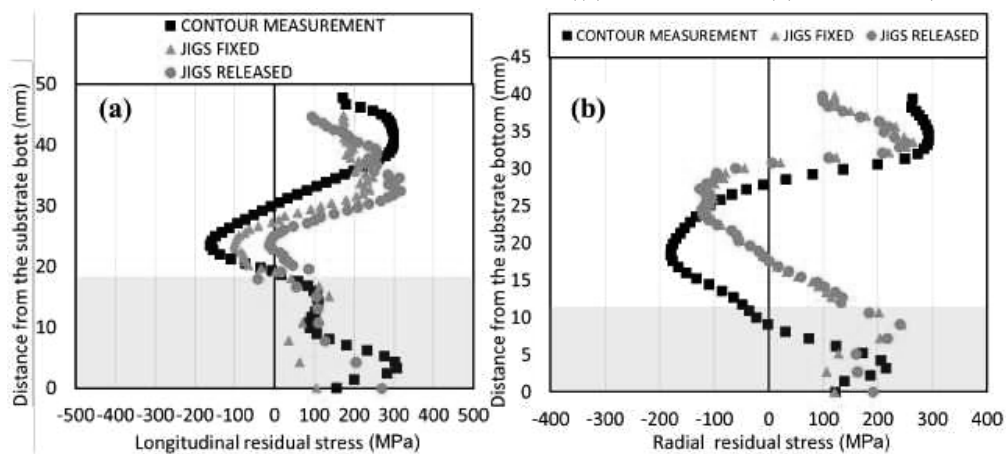 CONTOUR MEASUREMENT
JIGS FIXED
JIGS RELEASED
50
40
30
20
10
0
(a)
Distance from the substrate bott (mm)
-500-400 -300 -200 -100 0 100 200 300 400 500
Longitudinal residual stress (MPa)
CONTOUR MEASUREMENT JIGS FIXED JIGS RELEASED
45
40
35
30
25
20
15
10
5
0
(b)
Distance from the substrate bottom (mm)
-400 -300 -200 -100 0 100 200 300 400
Radial residual stress (MPa)